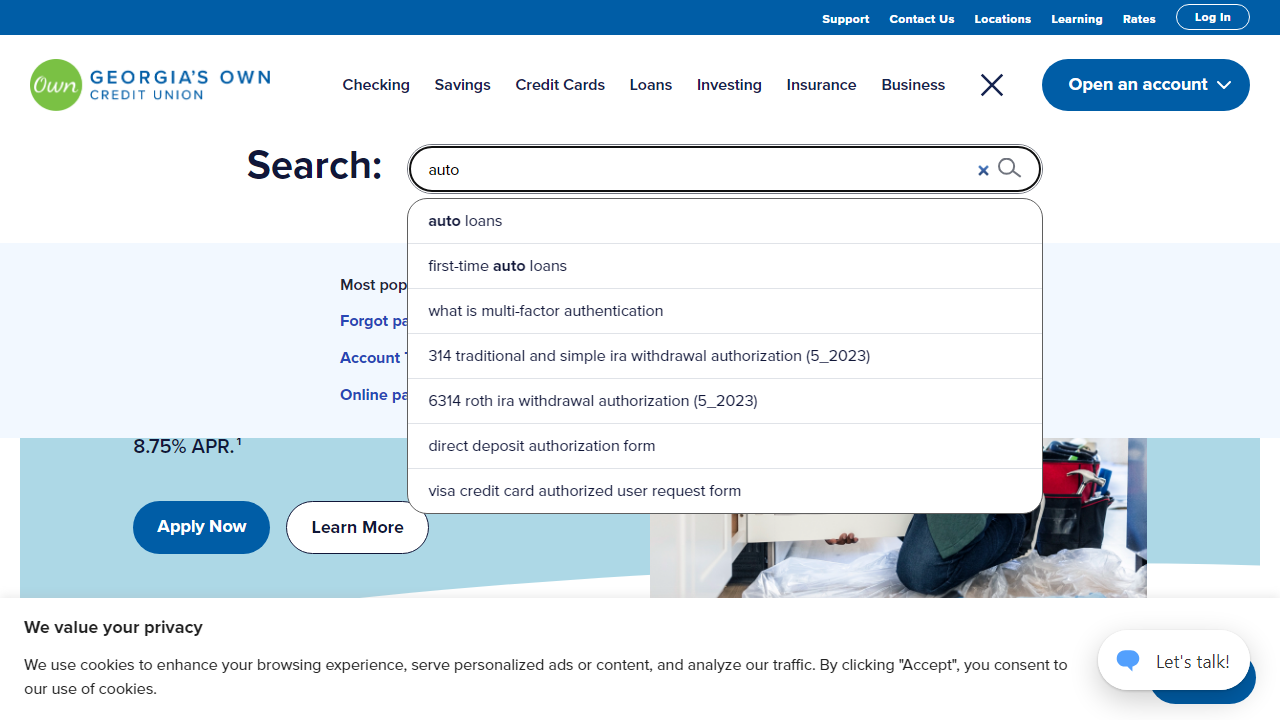 Support Contact Us Locations Learning Rates Log In
Own GEORGIA'S OWN
CREDIT UNION
Checking Savings Credit Cards Loans Investing Insurance Business
Open an account
Search: auto
auto loans
first-time auto loans
what is multi-factor authentication
314 traditional and simple ira withdrawal authorization (5_2023)
6314 roth ira withdrawal authorization (5_2023)
direct deposit authorization form
visa credit card authorized user request form
Most pop
Forgot pa
Account
Online pa
8.75% APR.¹
Apply Now Learn More
We value your privacy
We use cookies to enhance your browsing experience, serve personalized ads or content, and analyze our traffic. By clicking "Accept", you consent to
our use of cookies.
Let's talk!